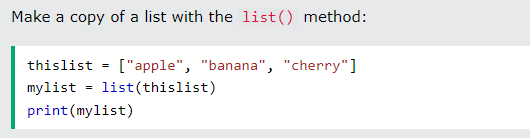 Make a copy of a list with the list() method:
thislist = ["apple", "banana", "cherry"]
mylist = list(thislist)
print(mylist)